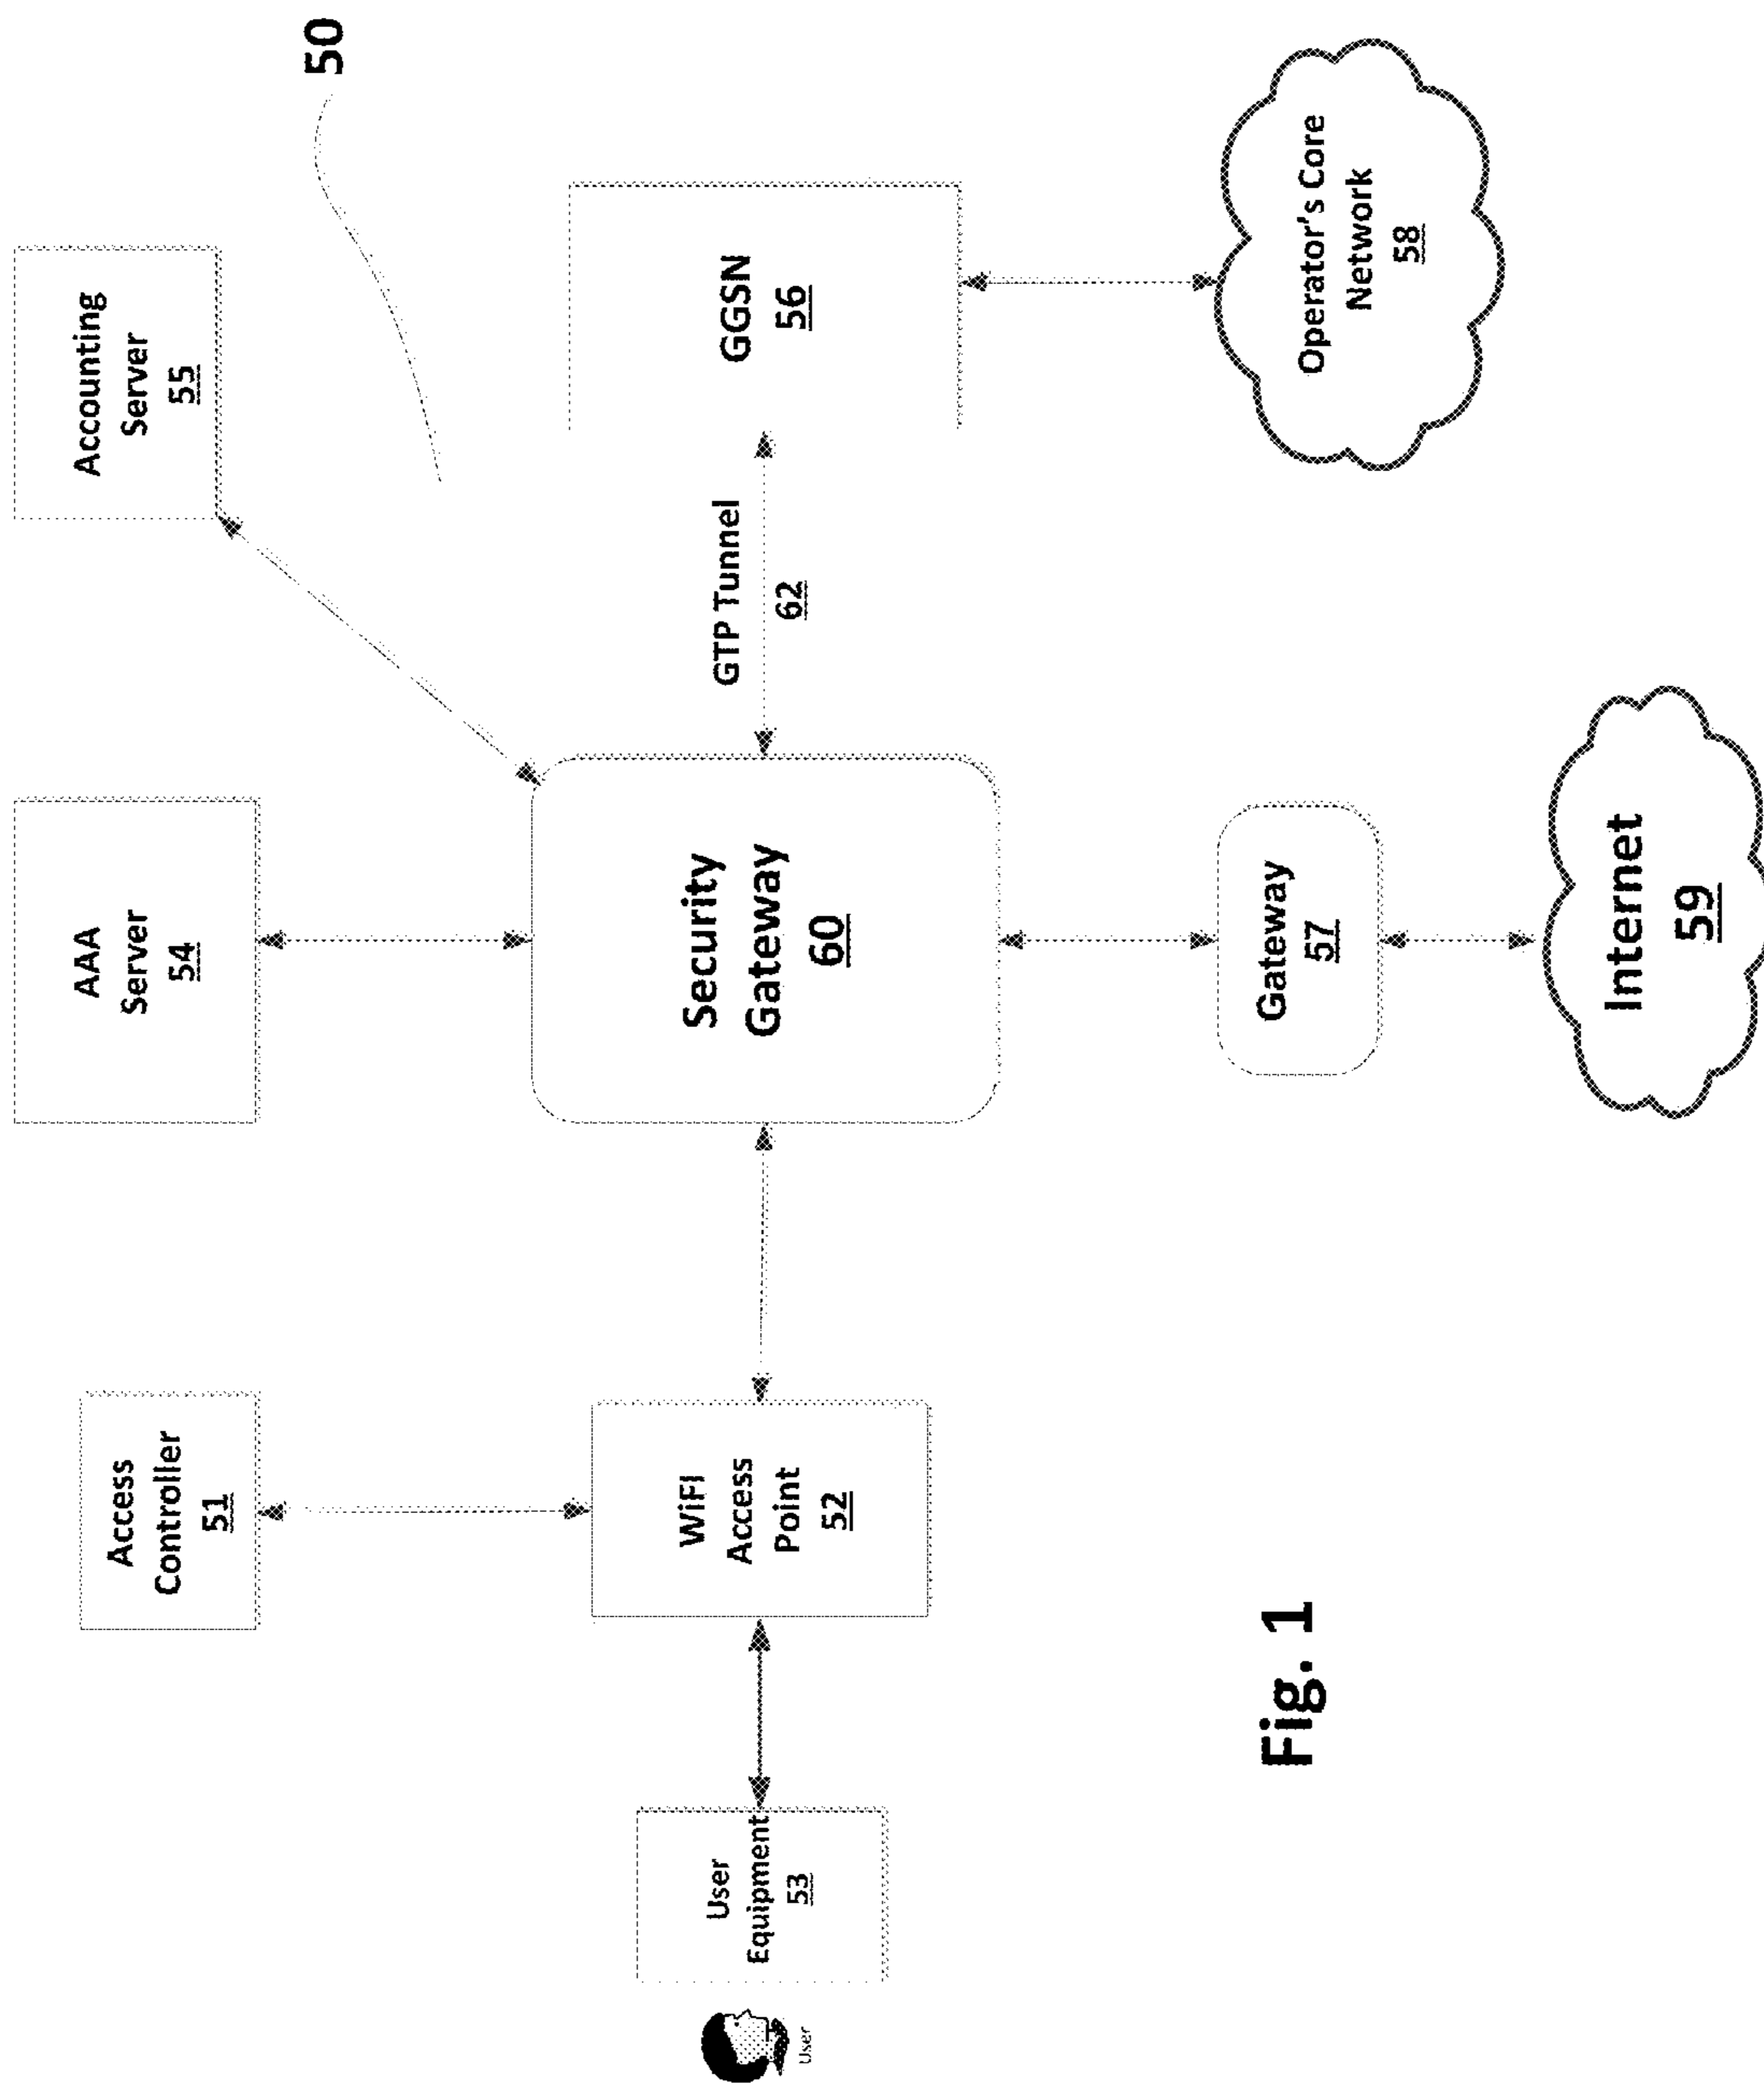 50
Access
Controller
51
AAA
Server
54
Accounting
Server
55
User
User
Equipment
53
WiFi
Access
Point
52
Security
Gateway
60
GTP Tunnel
62
GGSN
56
Gateway
57
Operator's Core
Network
58
Internet
59
Fig. 1